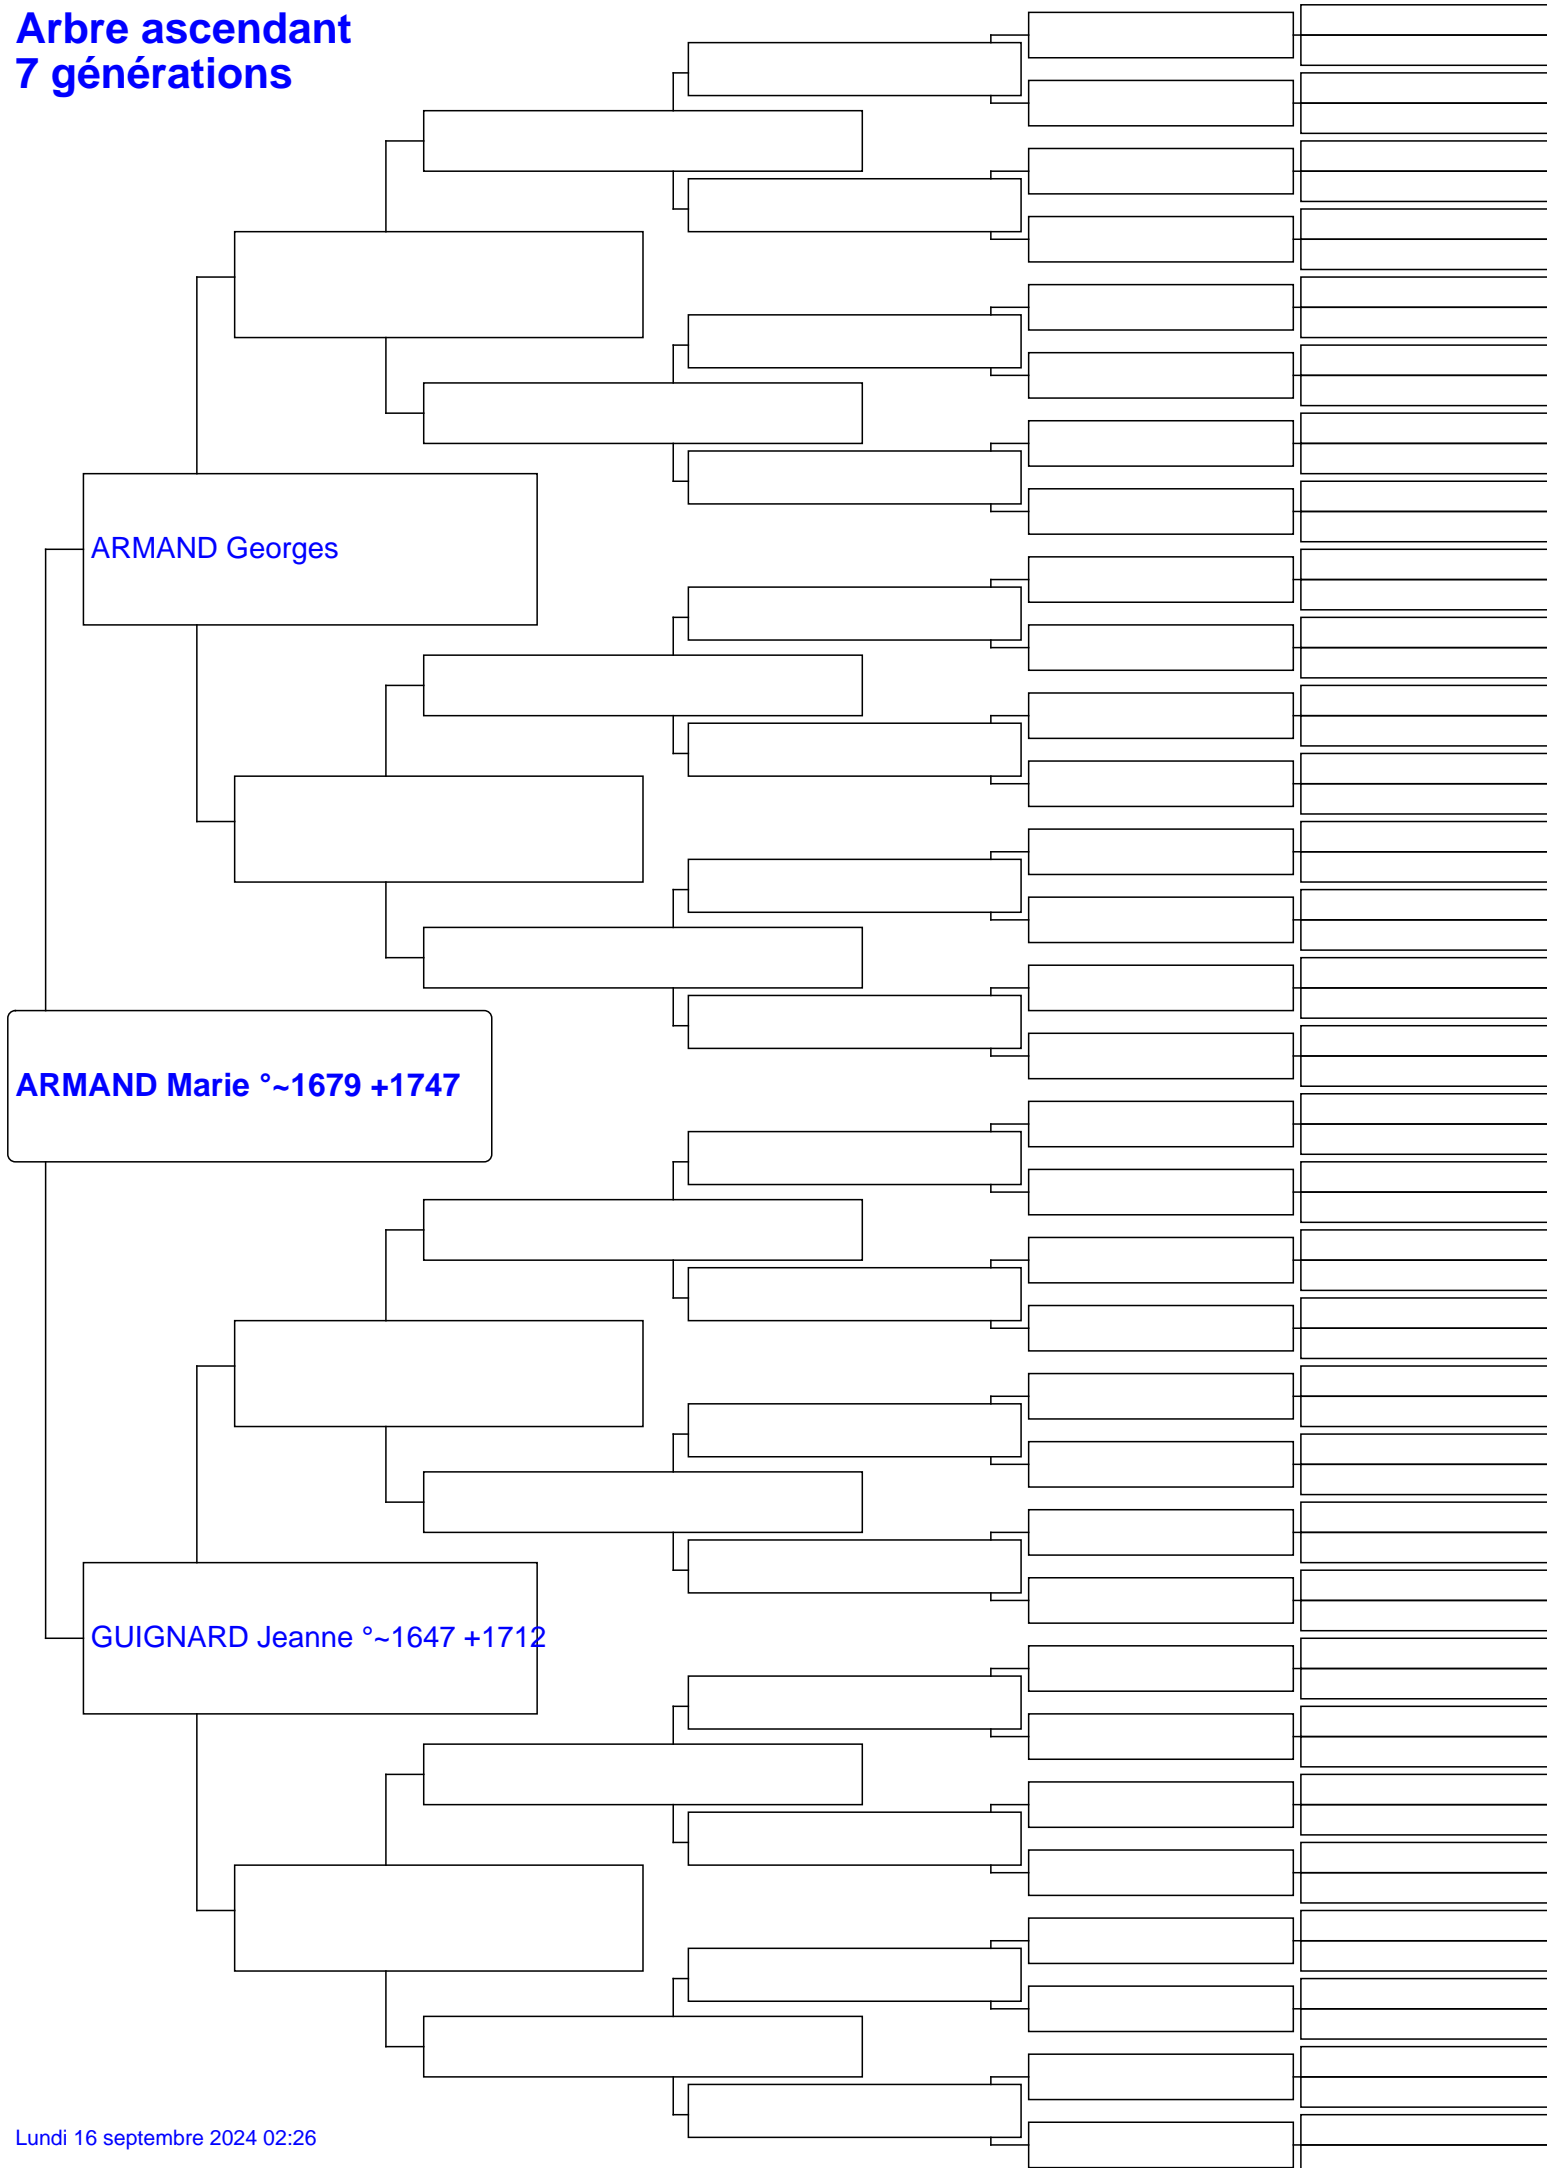 Arbre ascendant
7 générations
ARMAND Georges
ARMAND Marie °~1679 +1747
GUIGNARD Jeanne °~1647 +1712
Lundi 16 septembre 2024 02:26